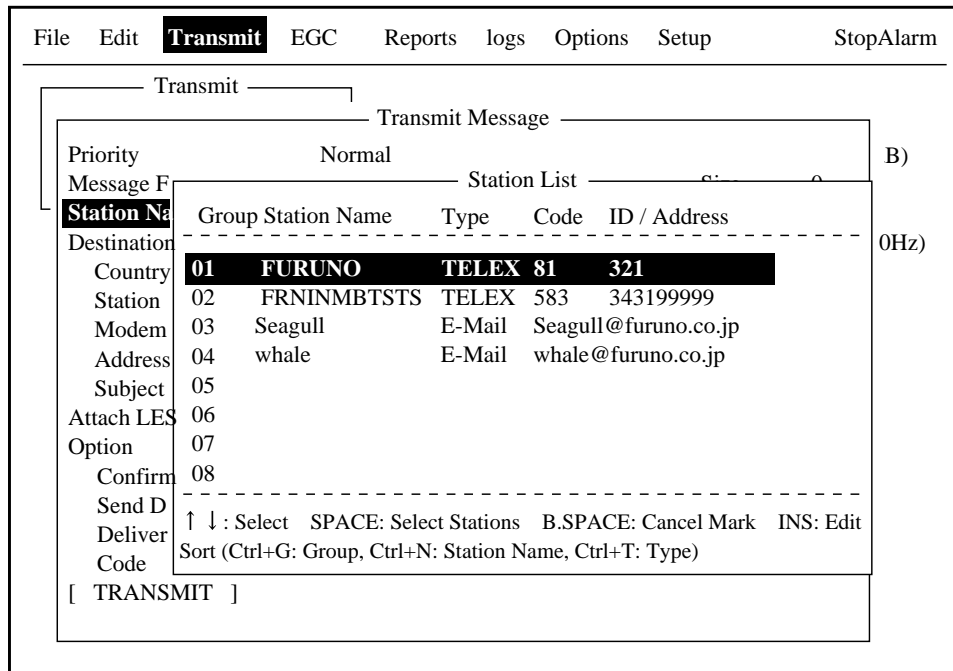 File Edit Transmit EGC Reports logs Options Setup StopAlarm
Transmit
Transmit Message
Priority Normal B)
Message F
Station Na
Destination 0Hz)
Country
Station
Modem
Address
Subject
Attach LES
Option
Confirm
Send D
Deliver
Code
[ TRANSMIT ]
Station List
Group Station Name Type Code ID / Address
01 FURUNO TELEX 81 321
02 FRNINMBTSTS TELEX 583 343199999
03 Seagull E-Mail Seagull@furuno.co.jp
04 whale E-Mail whale@furuno.co.jp
05
06
07
08
↑ ↓ : Select SPACE: Select Stations B.SPACE: Cancel Mark INS: Edit
Sort (Ctrl+G: Group, Ctrl+N: Station Name, Ctrl+T: Type)